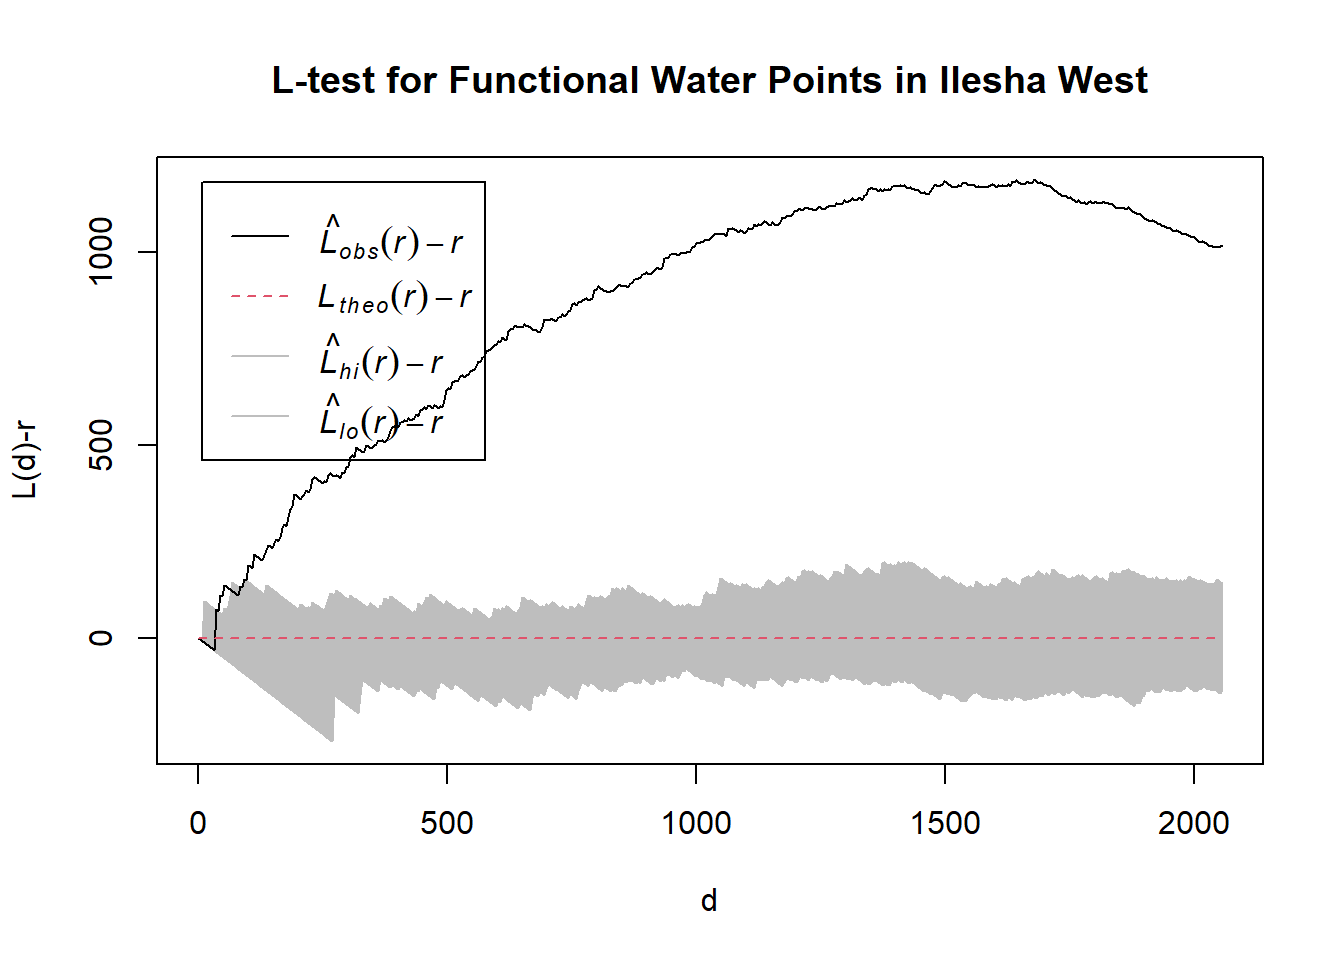 L-test for Functional Water Points in Ilesha West
L̂obs(r) – r
Ltheo(r) – r
L̂hi(r) – r
L̂lo(r) – r
L(d)-r
1000
500
0
0 500 1000 1500 2000
d